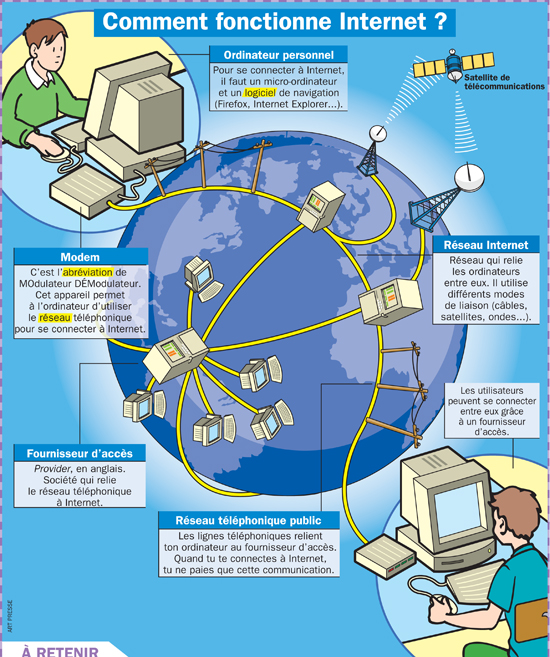 Comment fonctionne Internet ?
Ordinateur personnel
Pour se connecter à Internet,
il faut un micro-ordinateur
et un logiciel de navigation
(Firefox, Internet Explorer...).
Satellite de
télécommunications
Modem
C'est l'abréviation de
MOdulateur DÉModulateur.
Cet appareil permet
à l'ordinateur d'utiliser
le réseau téléphonique
pour se connecter à Internet.
Réseau Internet
Réseau qui relie
les ordinateurs
entre eux. Il utilise
différents modes
de liaison (câbles,
satellites, ondes...).
Les utilisateurs
peuvent se connecter
entre eux grâce
à un fournisseur
d'accès.
Fournisseur d'accès
Provider, en anglais.
Société qui relie
le réseau téléphonique
à Internet.
Réseau téléphonique public
Les lignes téléphoniques relient
ton ordinateur au fournisseur d'accès.
Quand tu te connectes à Internet,
tu ne paies que cette communication.
ART PRESSE
À RETENIR